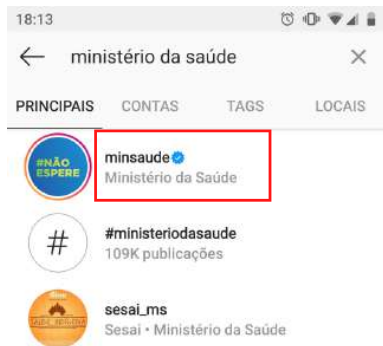 18:13
ministério da saúde
PRINCIPAIS CONTAS TAGS LOCAIS
#NÃO
ESPERE
minsaude
Ministério da Saúde
#
#ministeriodasaude
109K publicações
sesai_ms
Sesai • Ministério da Saúde